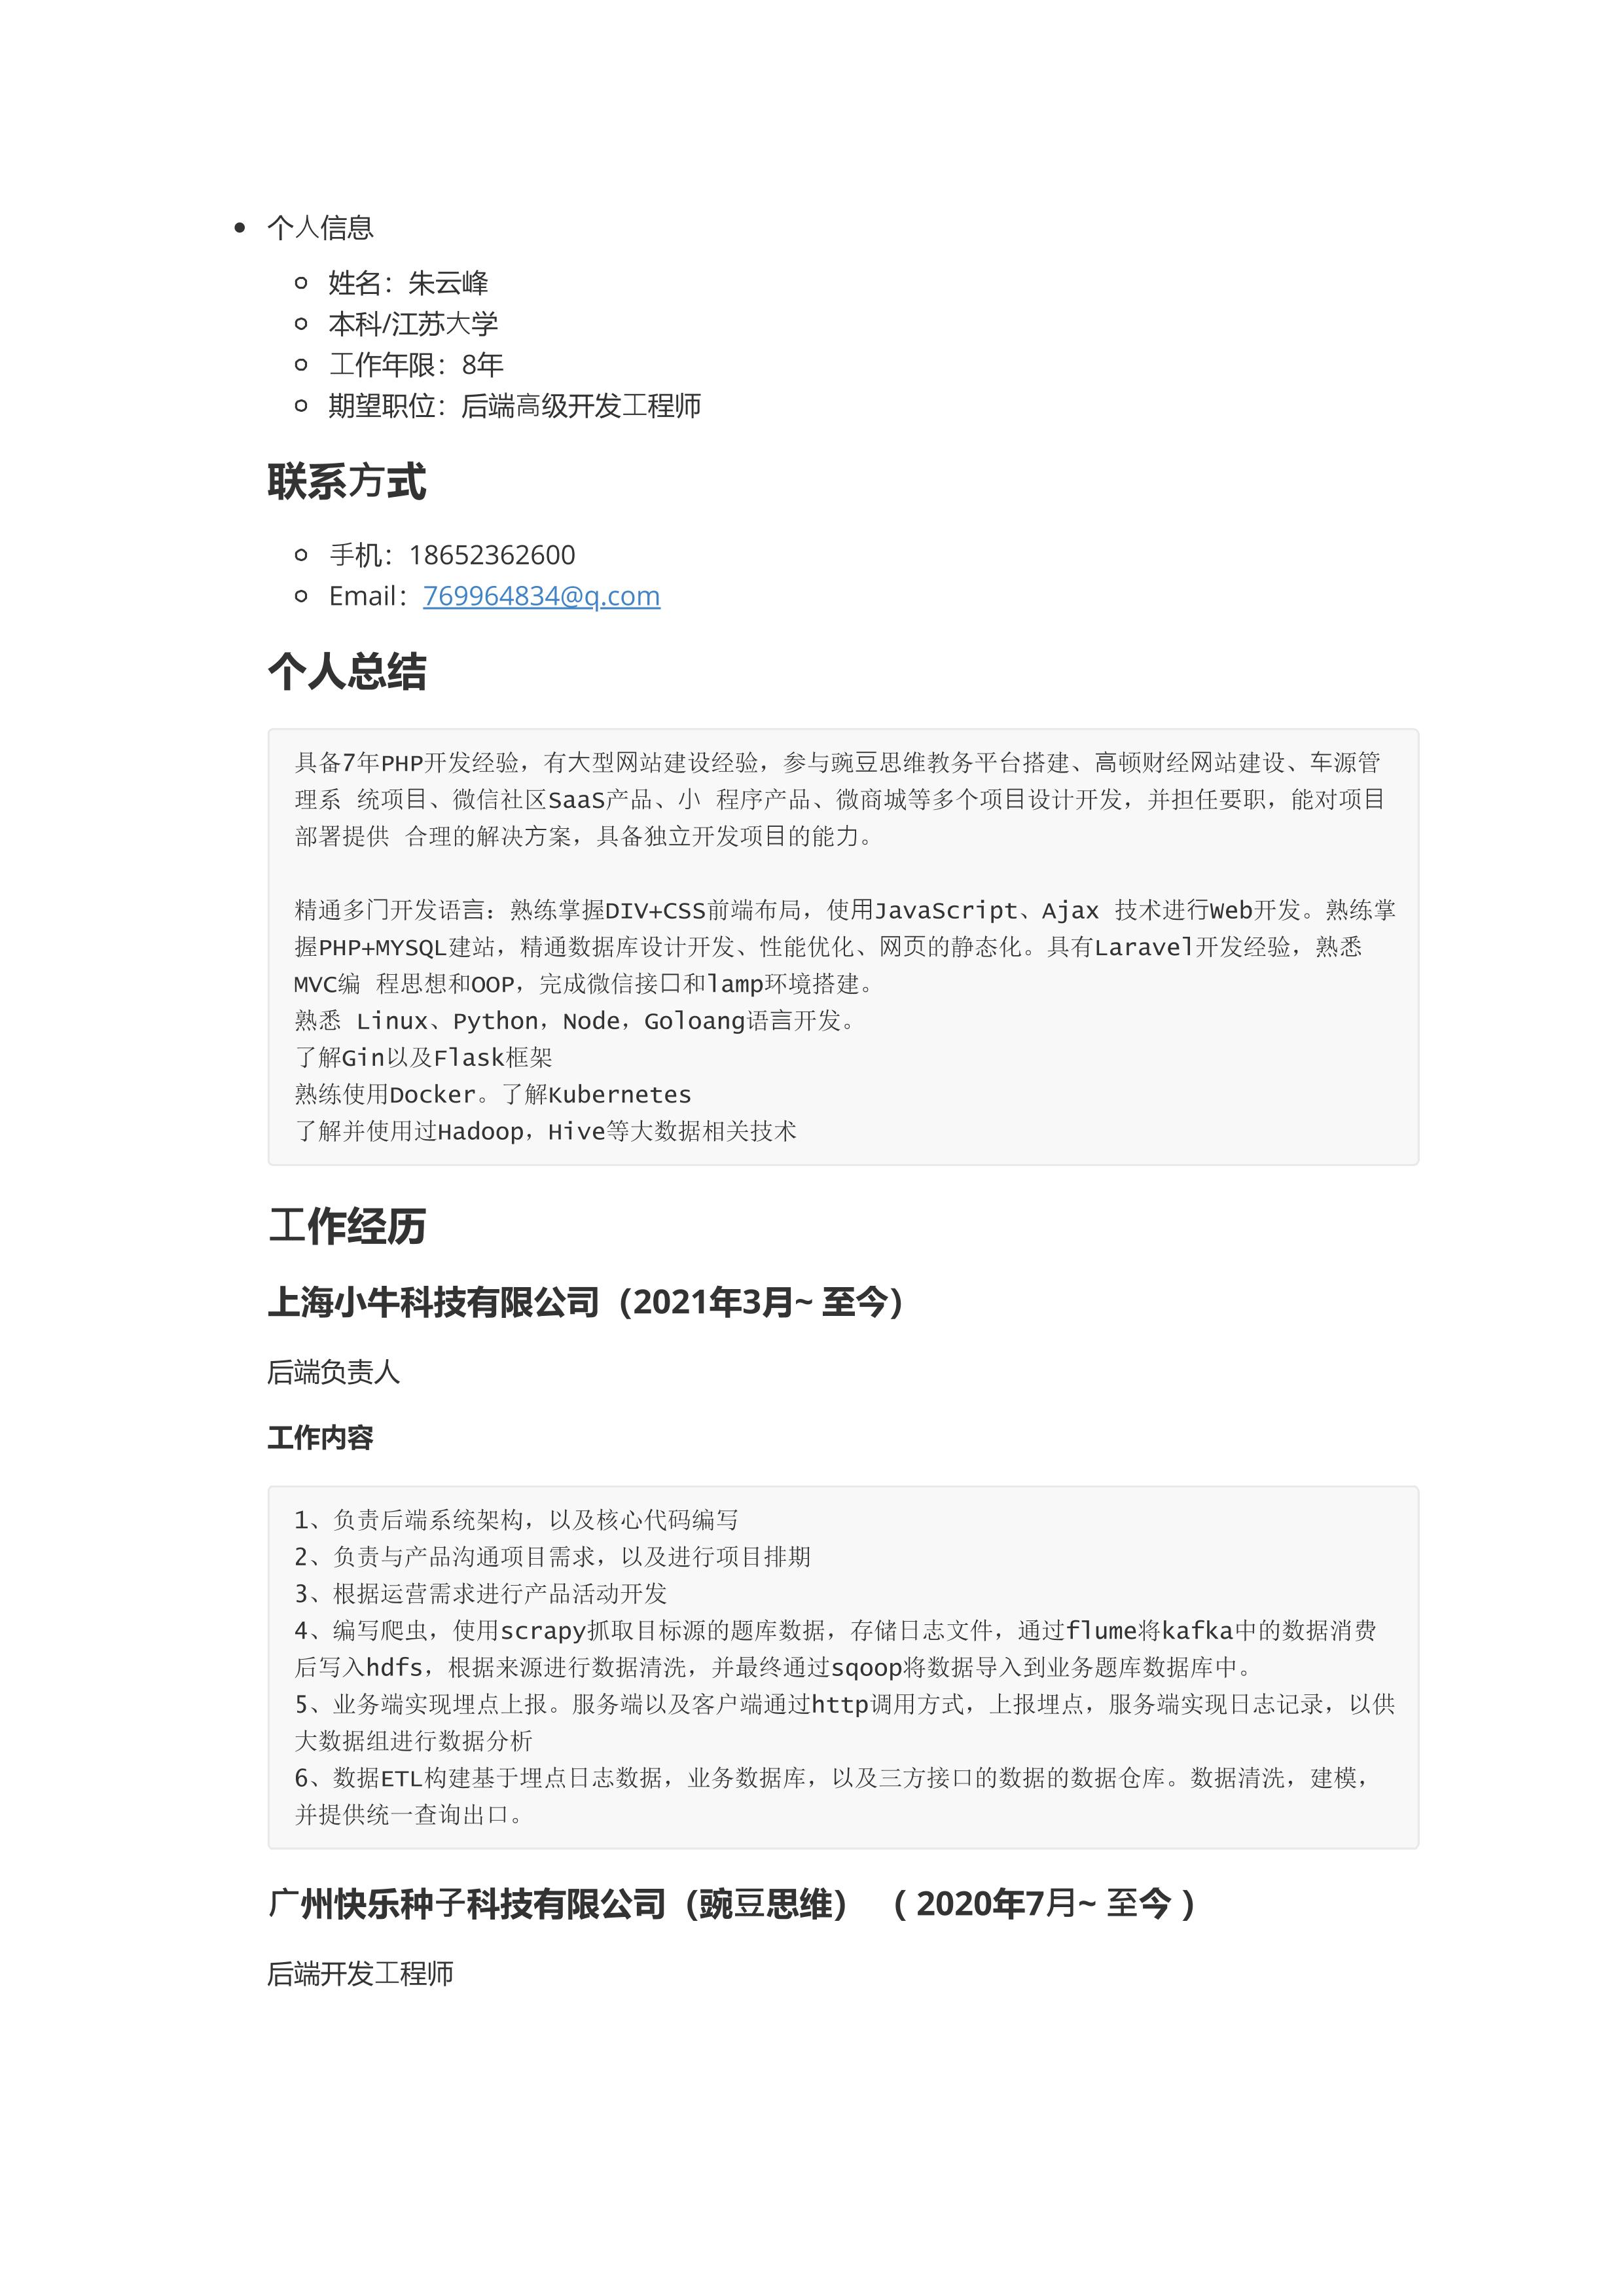 个人信息
姓名：朱云峰
本科/江苏大学
工作年限：8年
期望职位：后端高级开发工程师
联系方式
手机：18652362600
Email：769964834@q.com
个人总结
具备7年PHP开发经验，有大型网站建设经验，参与豌豆思维教务平台搭建、高顿财经网站建设、车源管
理系 统项目、微信社区SaaS产品、小 程序产品、微商城等多个项目设计开发，并担任要职，能对项目
部署提供 合理的解决方案，具备独立开发项目的能力。
精通多门开发语言：熟练掌握DIV+CSS前端布局，使用JavaScript、Ajax 技术进行Web开发。熟练掌
握PHP+MYSQL建站，精通数据库设计开发、性能优化、网页的静态化。具有Laravel开发经验，熟悉
MVC编 程思想和OOP，完成微信接口和lamp环境搭建。
熟悉 Linux、Python，Node，Goloang语言开发。
了解Gin以及Flask框架
熟练使用Docker。了解Kubernetes
了解并使用过Hadoop，Hive等大数据相关技术
工作经历
上海小牛科技有限公司（2021年3月~ 至今）
后端负责人
工作内容
1、负责后端系统架构，以及核心代码编写
2、负责与产品沟通项目需求，以及进行项目排期
3、根据运营需求进行产品活动开发
4、编写爬虫，使用scrapy抓取目标源的题库数据，存储日志文件，通过flume将kafka中的数据消费
后写入hdfs，根据来源进行数据清洗，并最终通过sqoop将数据导入到业务题库数据库中。
5、业务端实现埋点上报。服务端以及客户端通过http调用方式，上报埋点，服务端实现日志记录，以供
大数据组进行数据分析
6、数据ETL构建基于埋点日志数据，业务数据库，以及三方接口的数据的数据仓库。数据清洗，建模，
并提供统一查询出口。
广州快乐种子科技有限公司（豌豆思维） （ 2020年7月~ 至今 ）
后端开发工程师